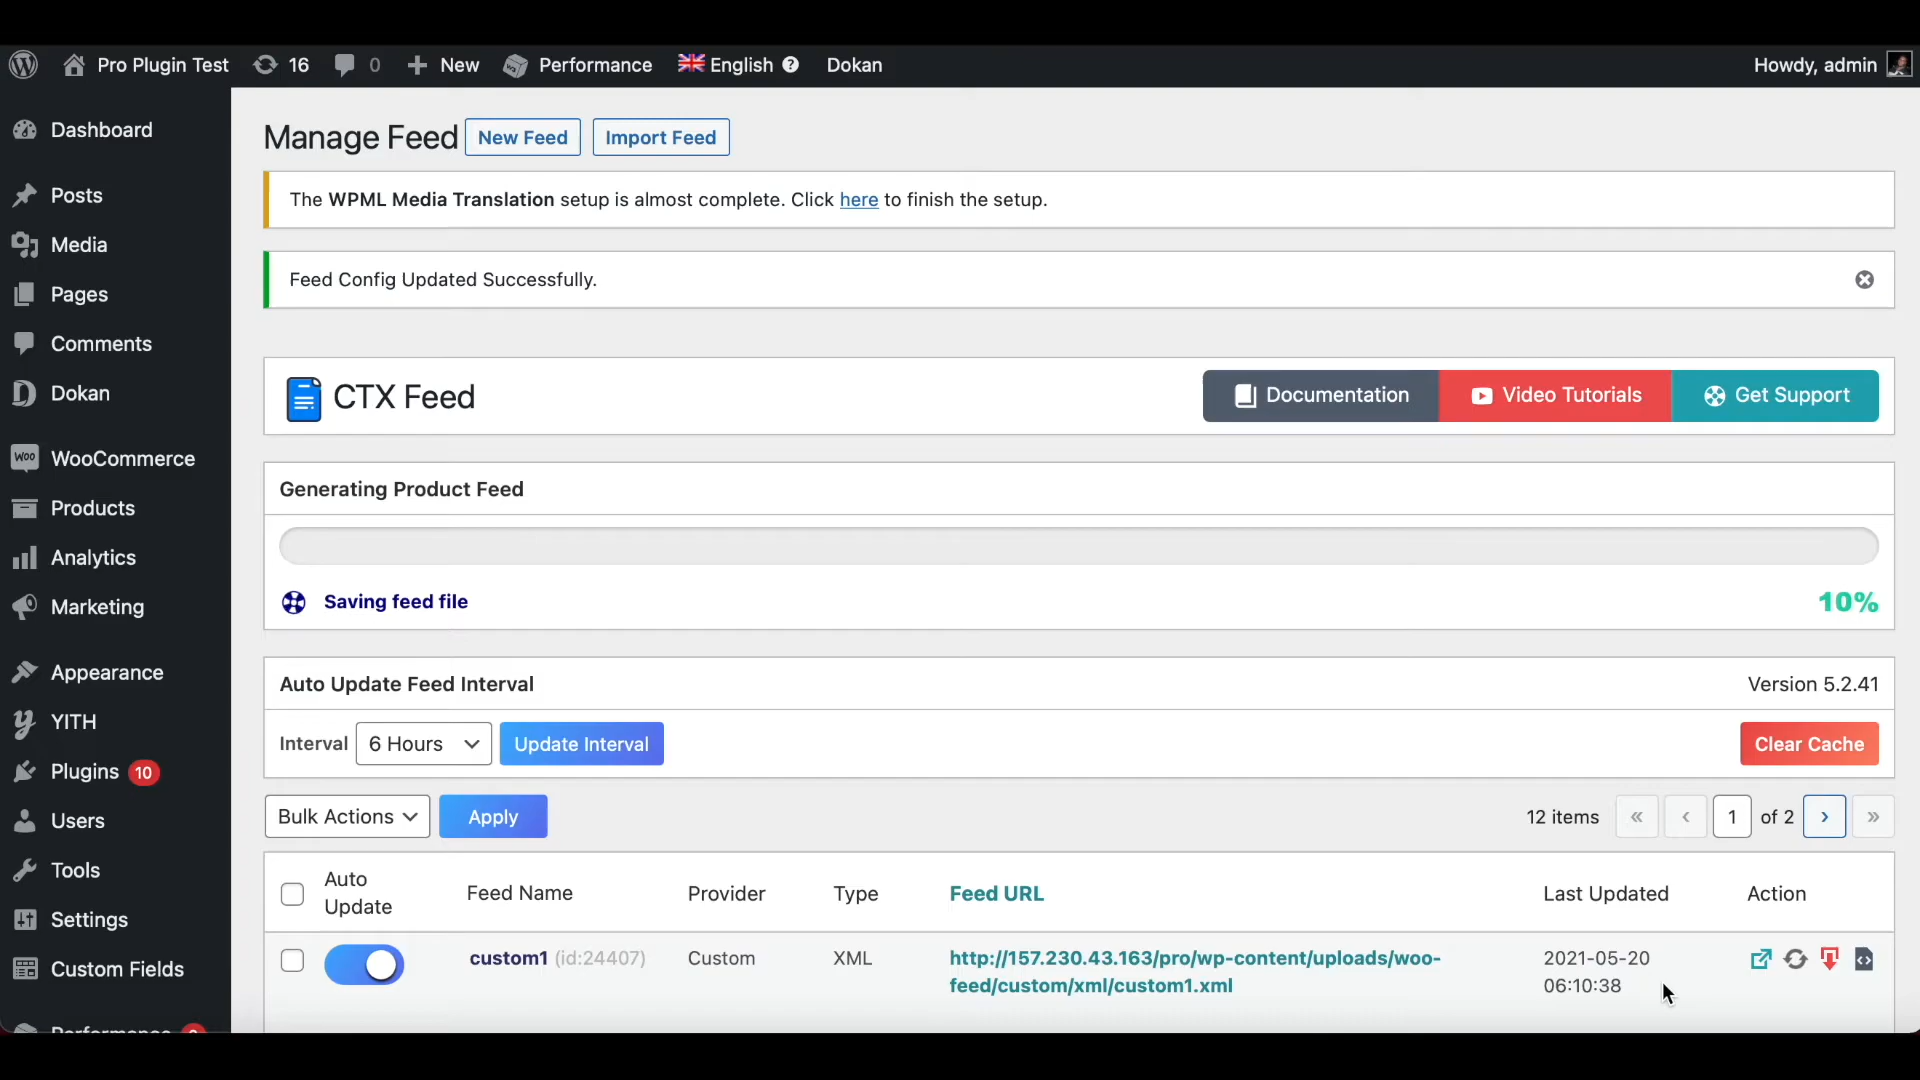 Pro Plugin Test 16 0 New Performance English Dokan Howdy, admin
Dashboard
Posts
Media
Pages
Comments
Dokan
WooCommerce
Products
Analytics
Marketing
Appearance
YITH
Plugins 10
Users
Tools
Settings
Custom Fields
Manage Feed New Feed Import Feed
The WPML Media Translation setup is almost complete. Click here to finish the setup.
Feed Config Updated Successfully.
CTX Feed Documentation Video Tutorials Get Support
Generating Product Feed
Saving feed file 10%
Auto Update Feed Interval Version 5.2.41
Interval 6 Hours Update Interval Clear Cache
Bulk Actions Apply 12 items « ‹ 1 of 2 › »
Auto Update Feed Name Provider Type Feed URL Last Updated Action
custom1 (id:24407) Custom XML http://157.230.43.163/pro/wp-content/uploads/woo- 2021-05-20
feed/custom/xml/custom1.xml 06:10:38